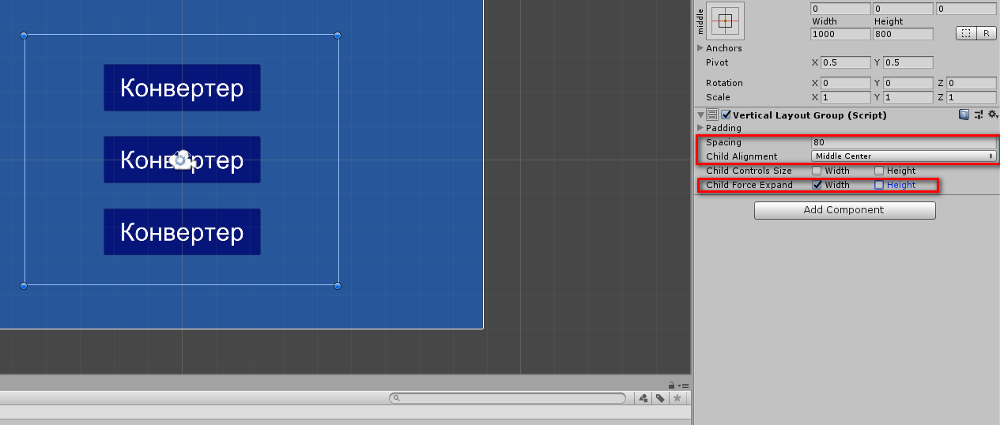 Конвертер
Конвертер
Конвертер
middle
0 0 0
Width Height
1000 800
R
Anchors
Pivot X 0.5 Y 0.5
Rotation X 0 Y 0 Z 0
Scale X 1 Y 1 Z 1
Vertical Layout Group (Script)
Padding
Spacing 80
Child Alignment Middle Center
Child Controls Size Width Height
Child Force Expand Width Height
Add Component